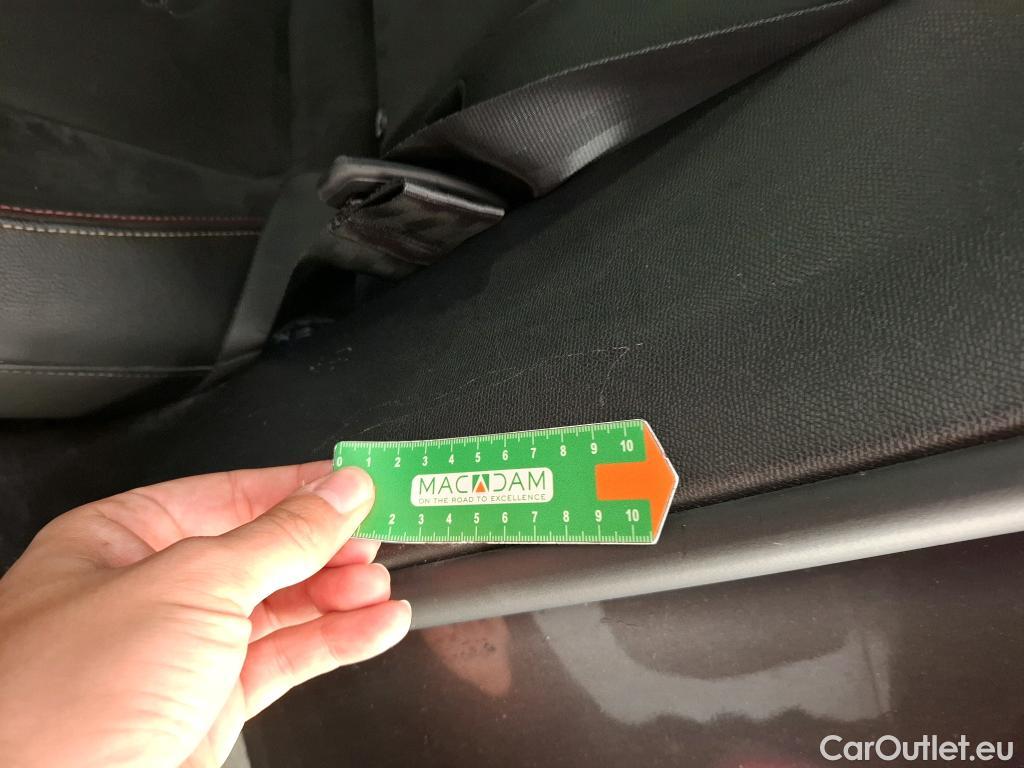 0 1 2 3 4 5 6 7 8 9 10
MACADAM
ON THE ROAD TO EXCELLENCE
2 3 4 5 6 7 8 9 10
CarOutlet.eu